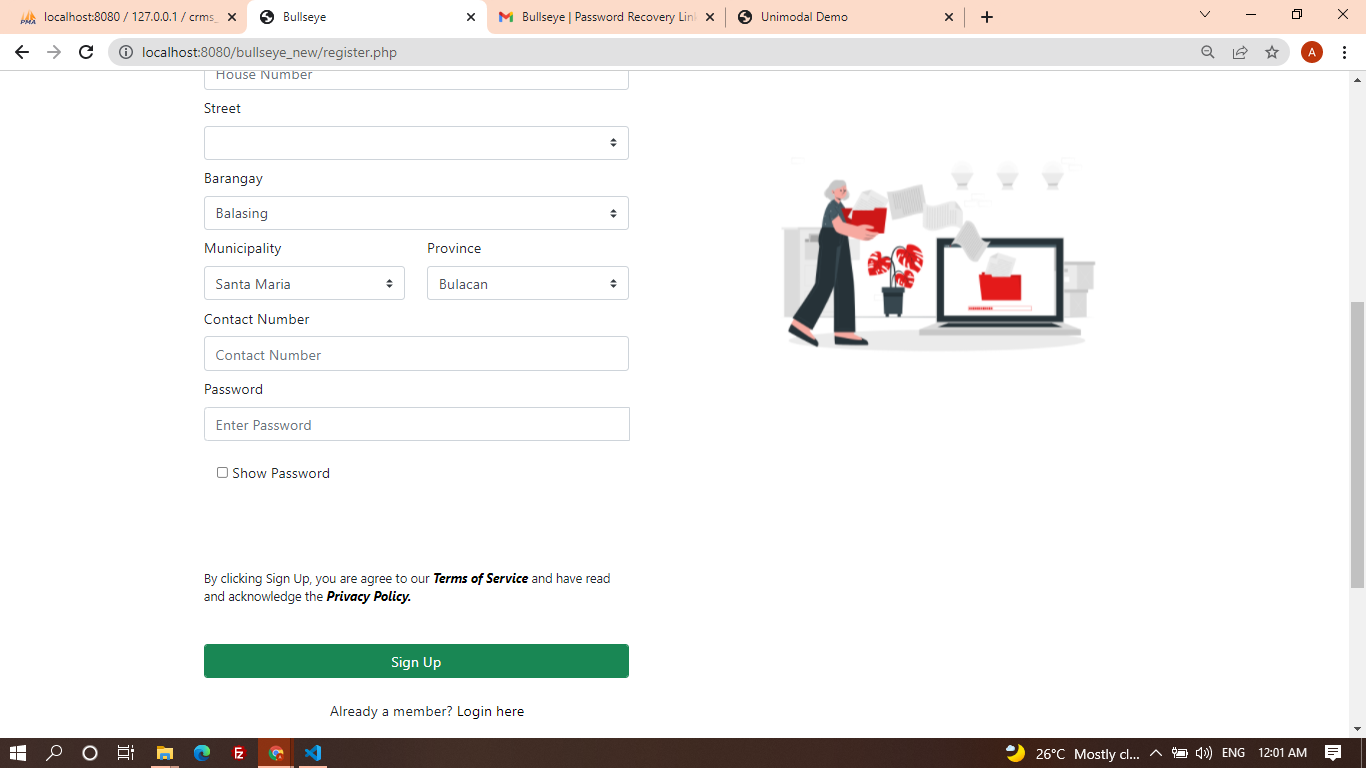 localhost:8080 / 127.0.0.1 / crms_
Bullseye
Bullseye | Password Recovery Lin
Unimodal Demo
localhost:8080/bullseye_new/register.php
A
House Number
Street
Barangay
Balasing
Municipality
Province
Santa Maria
Bulacan
Contact Number
Contact Number
Password
Enter Password
Show Password
By clicking Sign Up, you are agree to our Terms of Service and have read
and acknowledge the Privacy Policy.
Sign Up
Already a member? Login here
26°C Mostly cl... ENG 12:01 AM